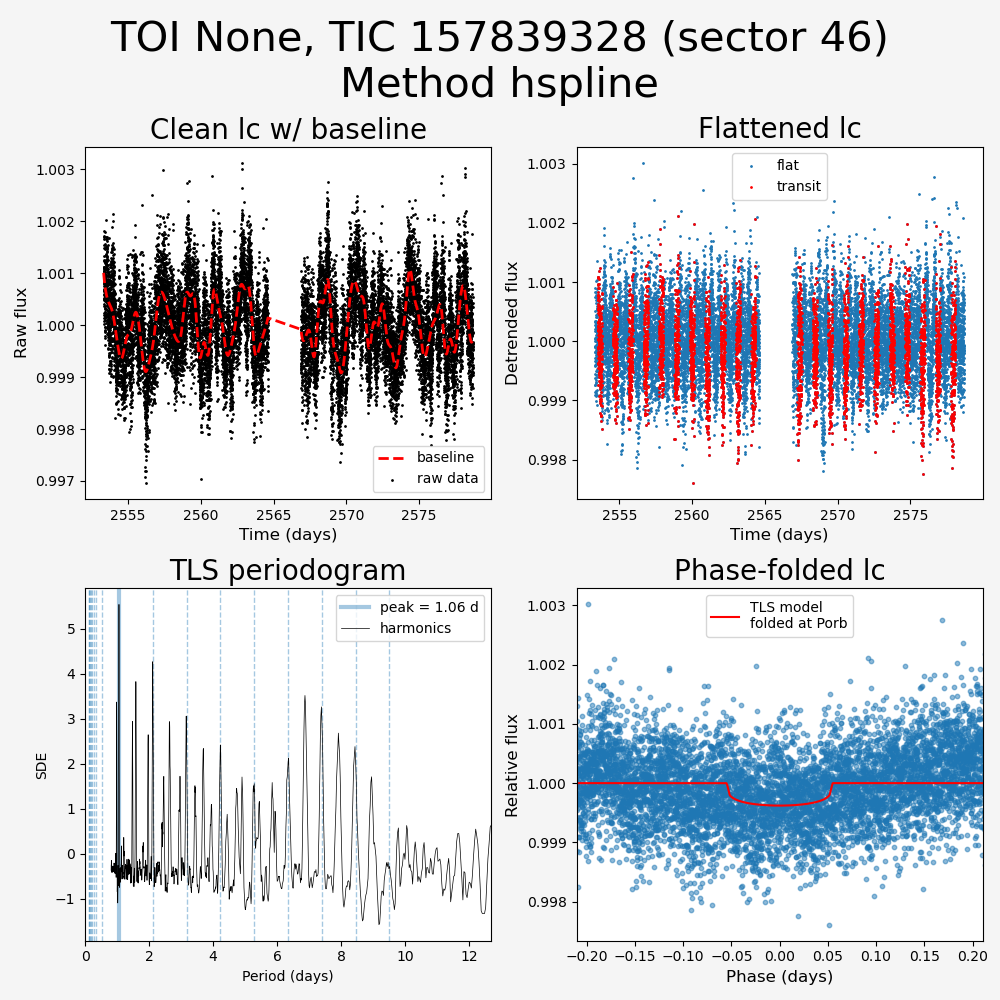 TOI None, TIC 157839328 (sector 46)
Method hspline
Clean lc w/ baseline
Raw flux
1.003
1.002
1.001
1.000
0.999
0.998
0.997
baseline
raw data
2555
2560
2565
2570
2575
Time (days)
Flattened lc
Detrended flux
1.003
1.002
1.001
1.000
0.999
0.998
flat
transit
2555
2560
2565
2570
2575
Time (days)
TLS periodogram
SDE
5
4
3
2
1
0
−1
peak = 1.06 d
harmonics
0
2
4
6
8
10
12
Period (days)
Phase-folded lc
Relative flux
1.003
1.002
1.001
1.000
0.999
0.998
TLS model
folded at Porb
−0.20
−0.15
−0.10
−0.05
0.00
0.05
0.10
0.15
0.20
Phase (days)